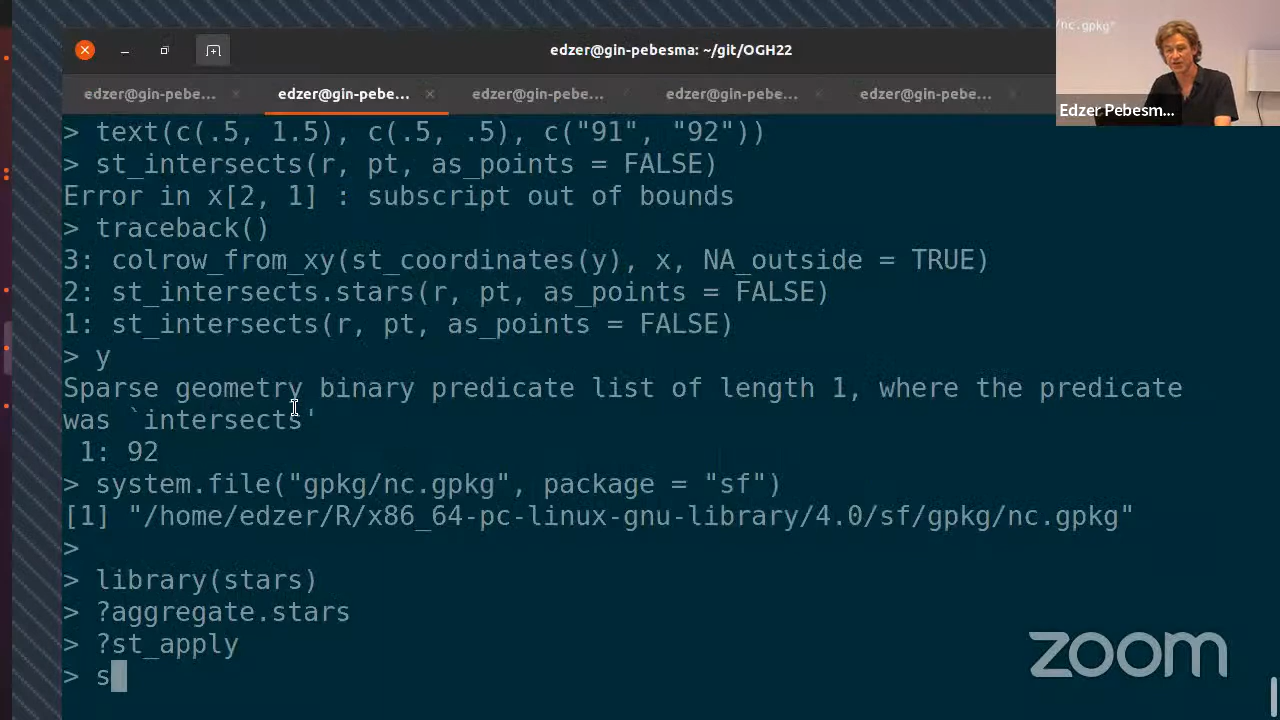 edzer@gin-pebesma: ~/git/OGH22
/nc.gpkg"
Edzer Pebesm...
edzer@gin-pebe...
edzer@gin-pebe...
edzer@gin-pebe...
edzer@gin-pebe...
edzer@gin-pebe...
> text(c(.5, 1.5), c(.5, .5), c("91", "92"))
> st_intersects(r, pt, as_points = FALSE)
Error in x[2, 1] : subscript out of bounds
> traceback()
3: colrow_from_xy(st_coordinates(y), x, NA_outside = TRUE)
2: st_intersects.stars(r, pt, as_points = FALSE)
1: st_intersects(r, pt, as_points = FALSE)
> y
Sparse geometry binary predicate list of length 1, where the predicate
was `intersects'
 1: 92
> system.file("gpkg/nc.gpkg", package = "sf")
[1] "/home/edzer/R/x86_64-pc-linux-gnu-library/4.0/sf/gpkg/nc.gpkg"
>
> library(stars)
> ?aggregate.stars
> ?st_apply
> s
zoom